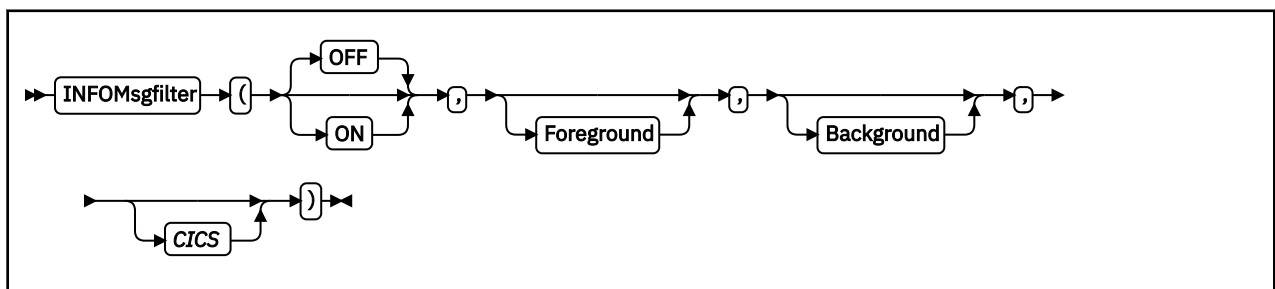 OFF
INFOMsgfilter ( , Foreground , Background ,
ON
CICS )